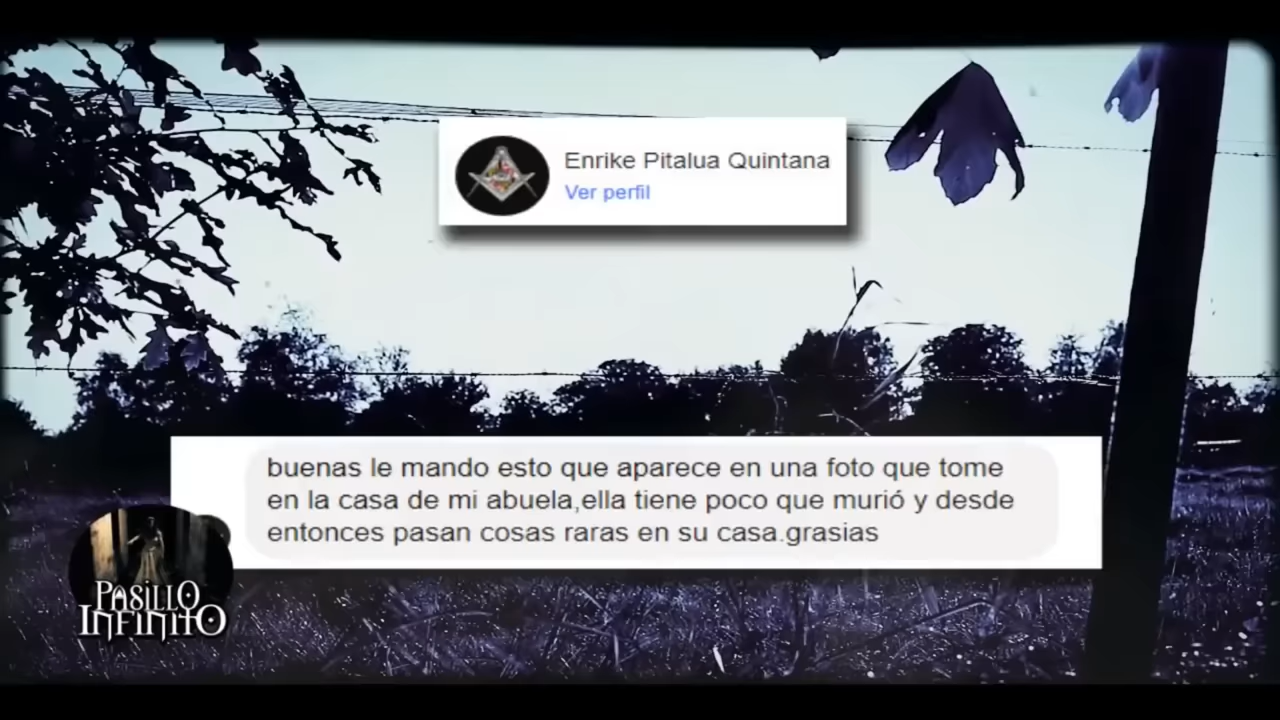 Enrike Pitalua Quintana
Ver perfil
buenas le mando esto que aparece en una foto que tome
en la casa de mi abuela,ella tiene poco que murió y desde
entonces pasan cosas raras en su casa.grasias
PASILLO
INFINITO